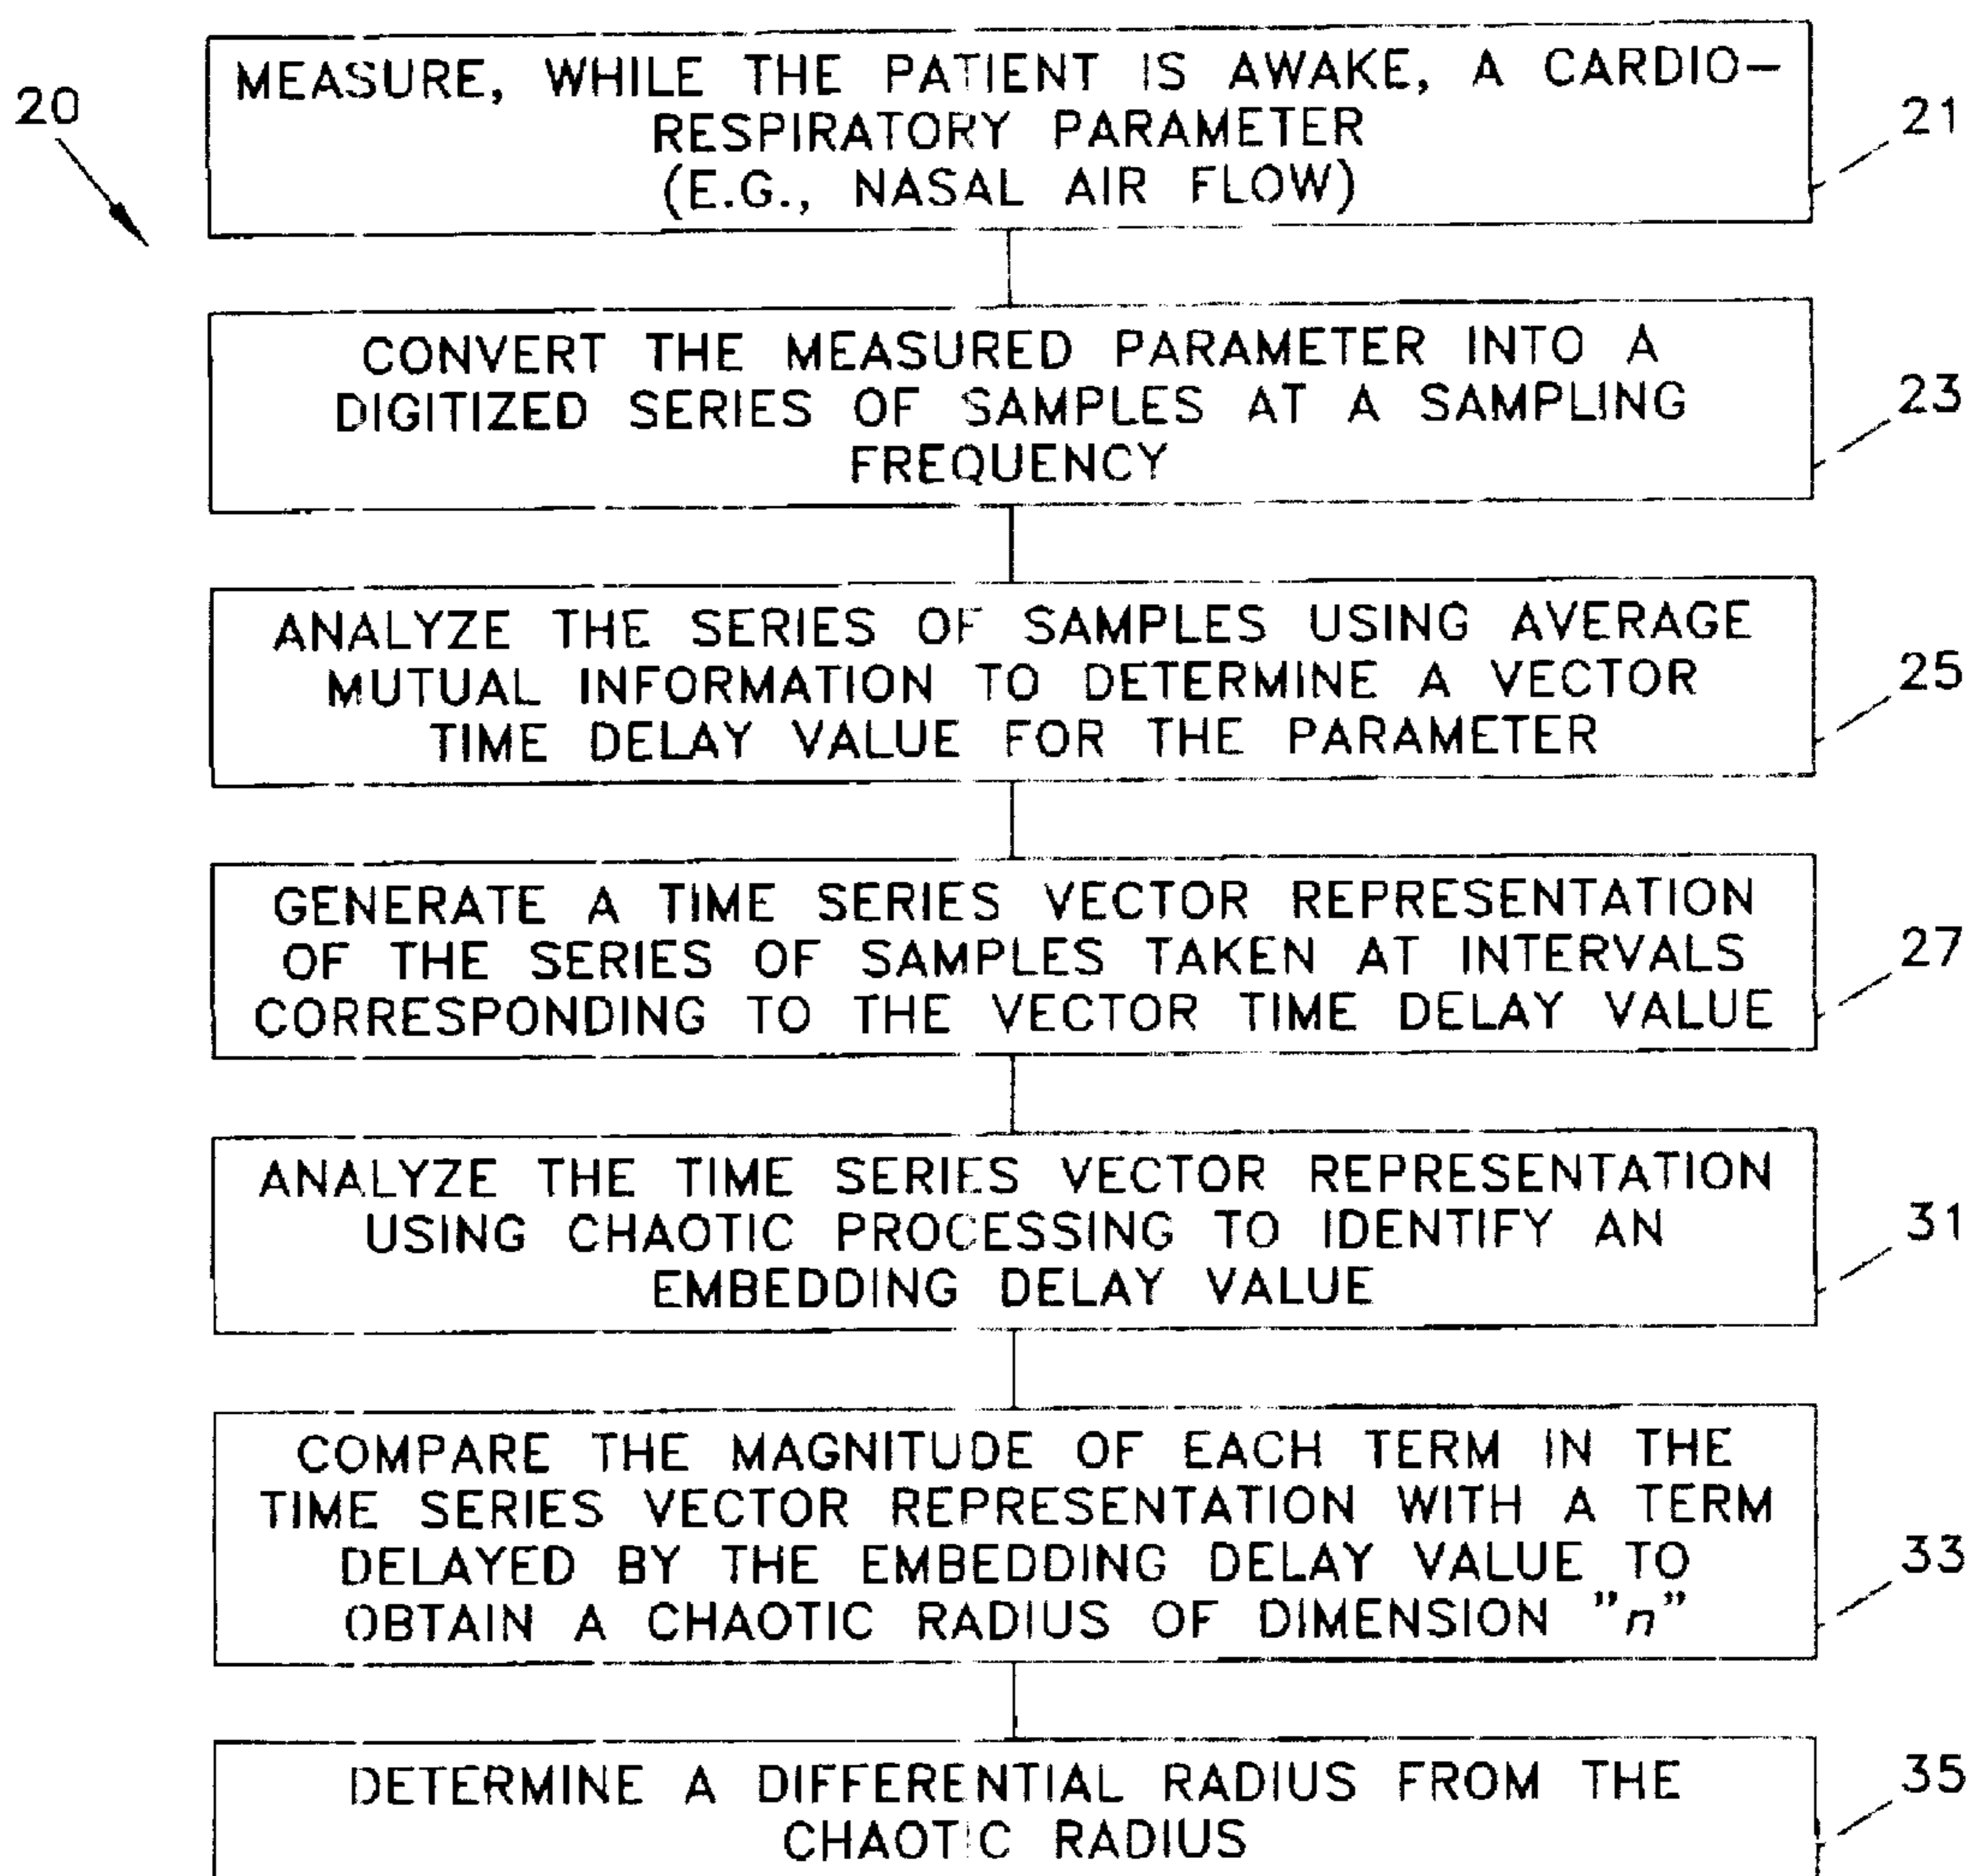 20
MEASURE, WHILE THE PATIENT IS AWAKE, A CARDIO-
RESPIRATORY PARAMETER
(E.G., NASAL AIR FLOW)
21
CONVERT THE MEASURED PARAMETER INTO A
DIGITIZED SERIES OF SAMPLES AT A SAMPLING
FREQUENCY
23
ANALYZE THE SERIES OF SAMPLES USING AVERAGE
MUTUAL INFORMATION TO DETERMINE A VECTOR
TIME DELAY VALUE FOR THE PARAMETER
25
GENERATE A TIME SERIES VECTOR REPRESENTATION
OF THE SERIES OF SAMPLES TAKEN AT INTERVALS
CORRESPONDING TO THE VECTOR TIME DELAY VALUE
27
ANALYZE THE TIME SERIES VECTOR REPRESENTATION
USING CHAOTIC PROCESSING TO IDENTIFY AN
EMBEDDING DELAY VALUE
31
COMPARE THE MAGNITUDE OF EACH TERM IN THE
TIME SERIES VECTOR REPRESENTATION WITH A TERM
DELAYED BY THE EMBEDDING DELAY VALUE TO
OBTAIN A CHAOTIC RADIUS OF DIMENSION ”n”
33
DETERMINE A DIFFERENTIAL RADIUS FROM THE
CHAOTIC RADIUS
35